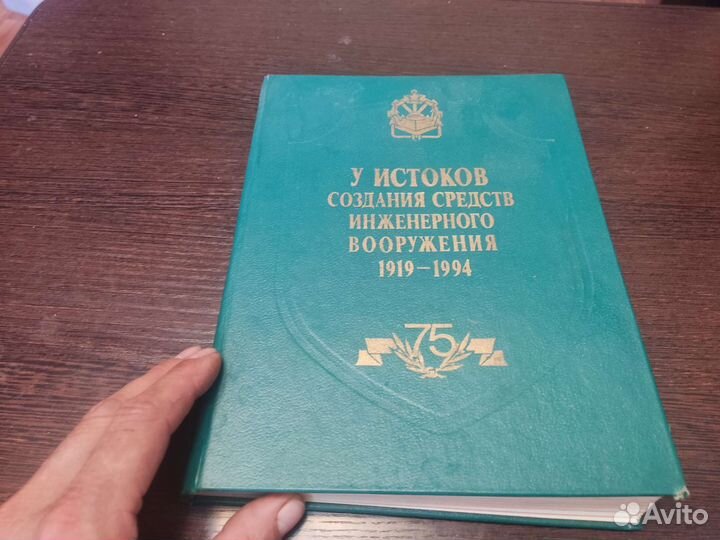 У ИСТОКОВ
СОЗДАНИЯ СРЕДСТВ
ИНЖЕНЕРНОГО
ВООРУЖЕНИЯ
1919-1994
75
Avito